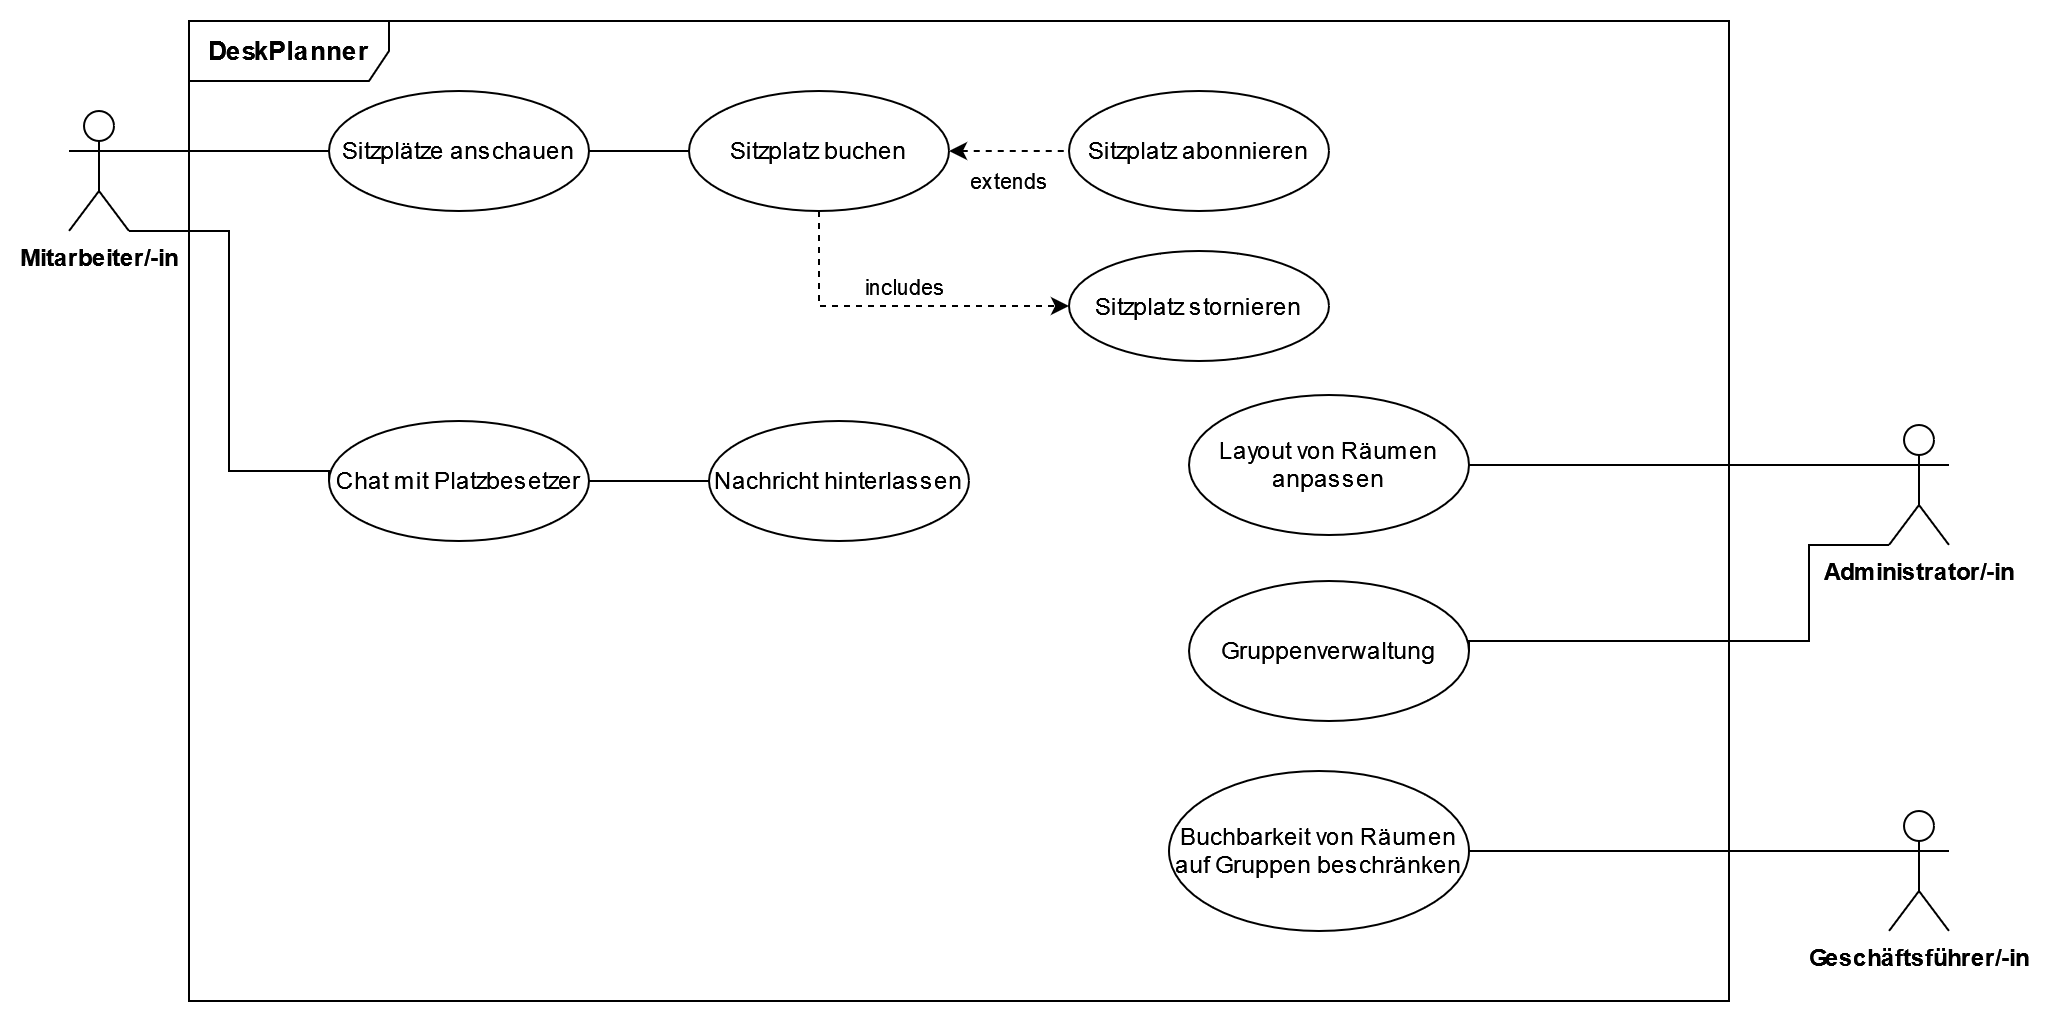 DeskPlanner
Sitzplätze anschauen
Sitzplatz buchen
Sitzplatz abonnieren
extends
Mitarbeiter/-in
includes
Sitzplatz stornieren
Chat mit Platzbesetzer
Nachricht hinterlassen
Layout von Räumen
anpassen
Administrator/-in
Gruppenverwaltung
Buchbarkeit von Räumen
auf Gruppen beschränken
Geschäftsführer/-in